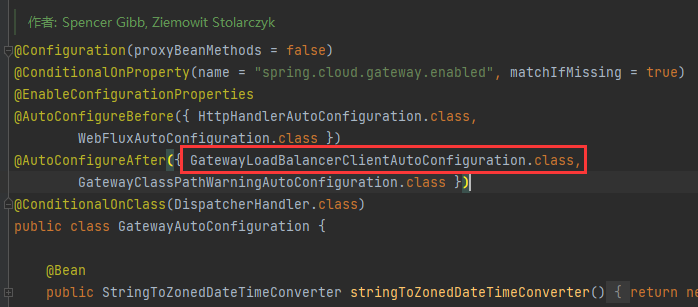 作者: Spencer Gibb, Ziemowit Stolarczyk
@Configuration(proxyBeanMethods = false)
@ConditionalOnProperty(name = "spring.cloud.gateway.enabled", matchIfMissing = true)
@EnableConfigurationProperties
@AutoConfigureBefore({ HttpHandlerAutoConfiguration.class,
WebFluxAutoConfiguration.class })
@AutoConfigureAfter({ GatewayLoadBalancerClientAutoConfiguration.class,
GatewayClassPathWarningAutoConfiguration.class })
@ConditionalOnClass(DispatcherHandler.class)
public class GatewayAutoConfiguration {
@Bean
public StringToZonedDateTimeConverter stringToZonedDateTimeConverter() { return ne